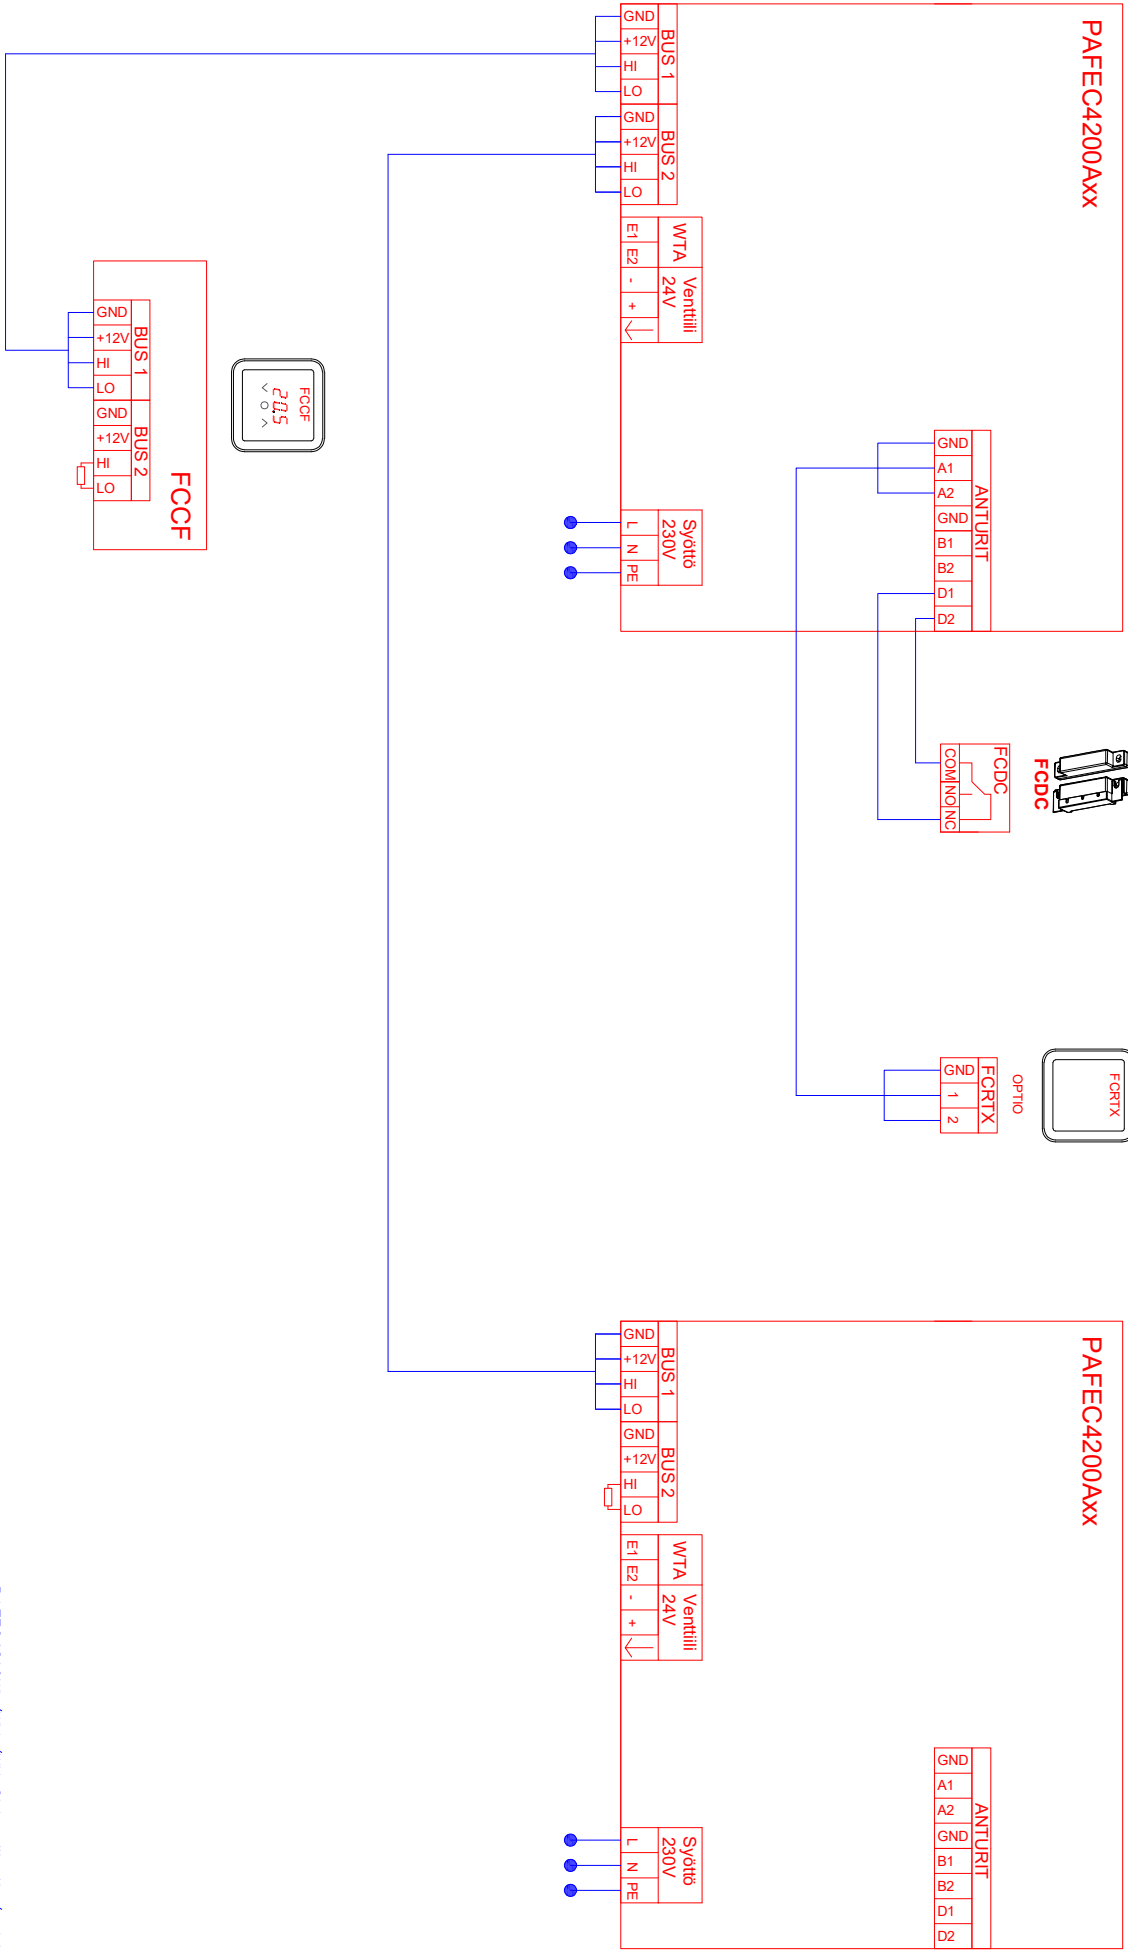 PAFEC4200Axx
BUS 1
GND
+12V
HI
LO
BUS 2
GND
+12V
HI
LO
WTA
E1
E2
Venttiili
24V
-
+
Syöttö
230V
L
N
PE
ANTURIT
GND
A1
A2
GND
B1
B2
D1
D2
FCDC
FCDC
COM
NO
NC
FCRTX
OPTIO
FCRTX
GND
1
2
FCCF
20.5
FCCF
BUS 1
GND
+12V
HI
LO
BUS 2
GND
+12V
HI
LO
PAFEC4200Axx
BUS 1
GND
+12V
HI
LO
BUS 2
GND
+12V
HI
LO
WTA
E1
E2
Venttiili
24V
-
+
Syöttö
230V
L
N
PE
ANTURIT
GND
A1
A2
GND
B1
B2
D1
D2